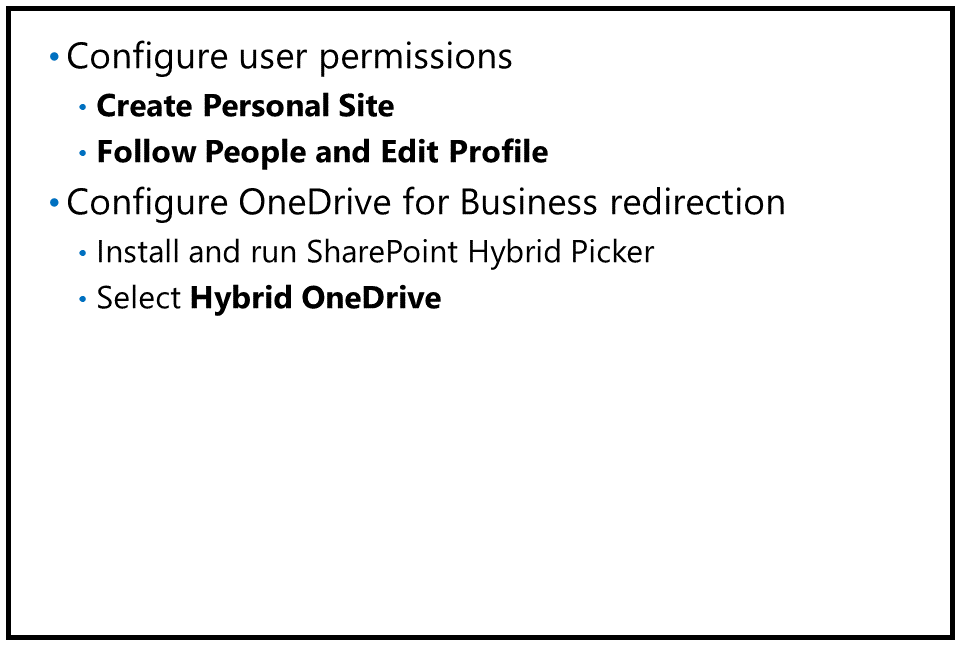 • Configure user permissions
• Create Personal Site
• Follow People and Edit Profile
• Configure OneDrive for Business redirection
• Install and run SharePoint Hybrid Picker
• Select Hybrid OneDrive